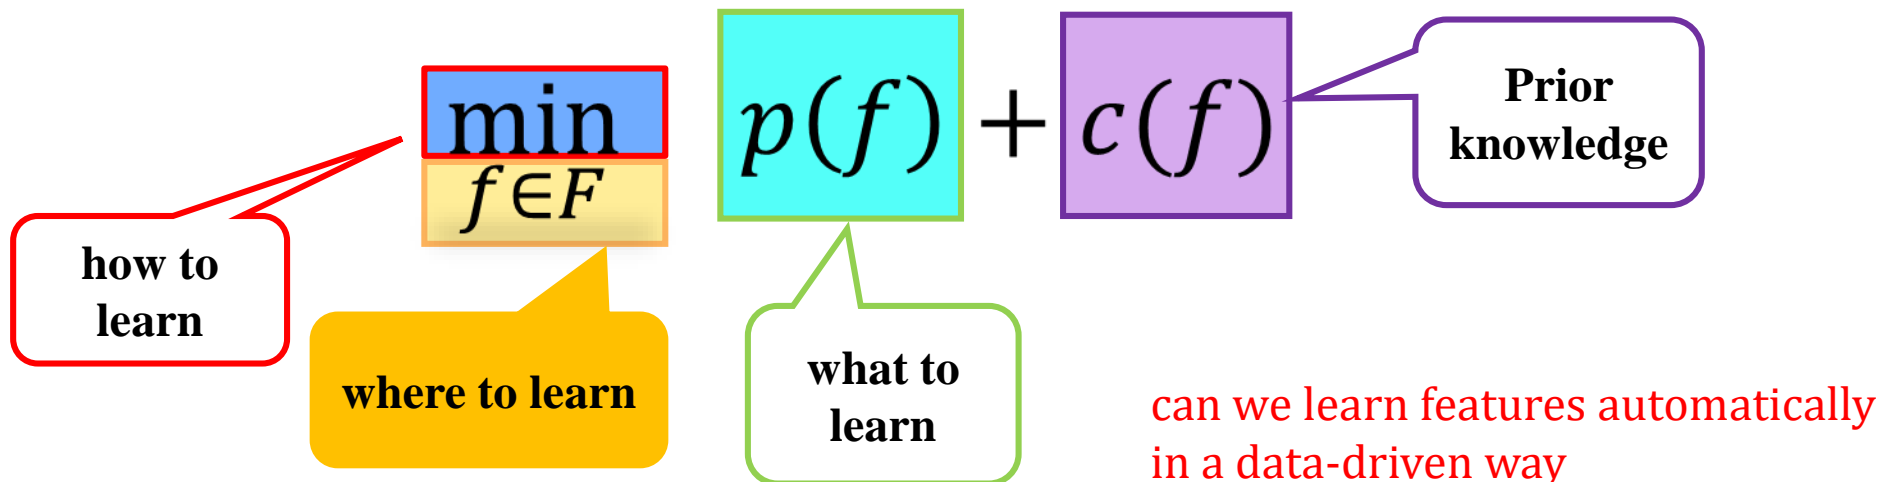 min p(f) + c(f)
f∈F
Prior
knowledge
how to
learn
where to learn
what to
learn
can we learn features automatically
in a data-driven way